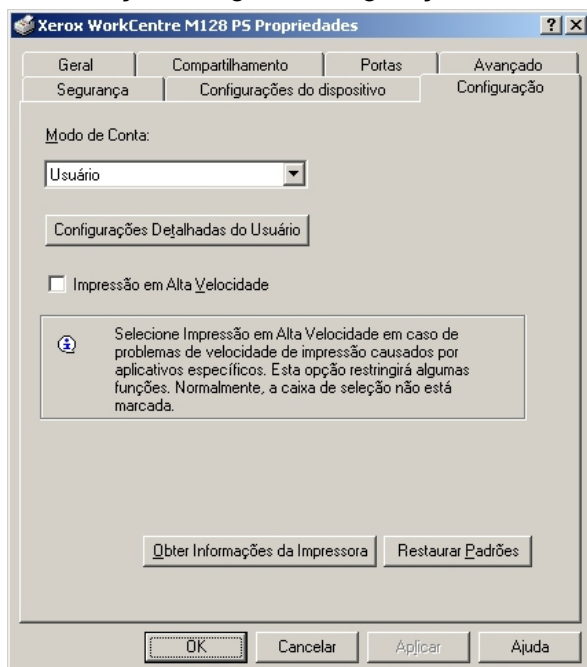 Xerox WorkCentre M128 PS Propriedades
Geral Compartilhamento Portas Avançado
Segurança Configurações do dispositivo Configuração
Modo de Conta:
Usuário
Configurações Detalhadas do Usuário
Impressão em Alta Velocidade
Selecione Impressão em Alta Velocidade em caso de
problemas de velocidade de impressão causados por
aplicativos específicos. Esta opção restringirá algumas
funções. Normalmente, a caixa de seleção não está
marcada.
Obter Informações da Impressora Restaurar Padrões
OK Cancelar Aplicar Ajuda